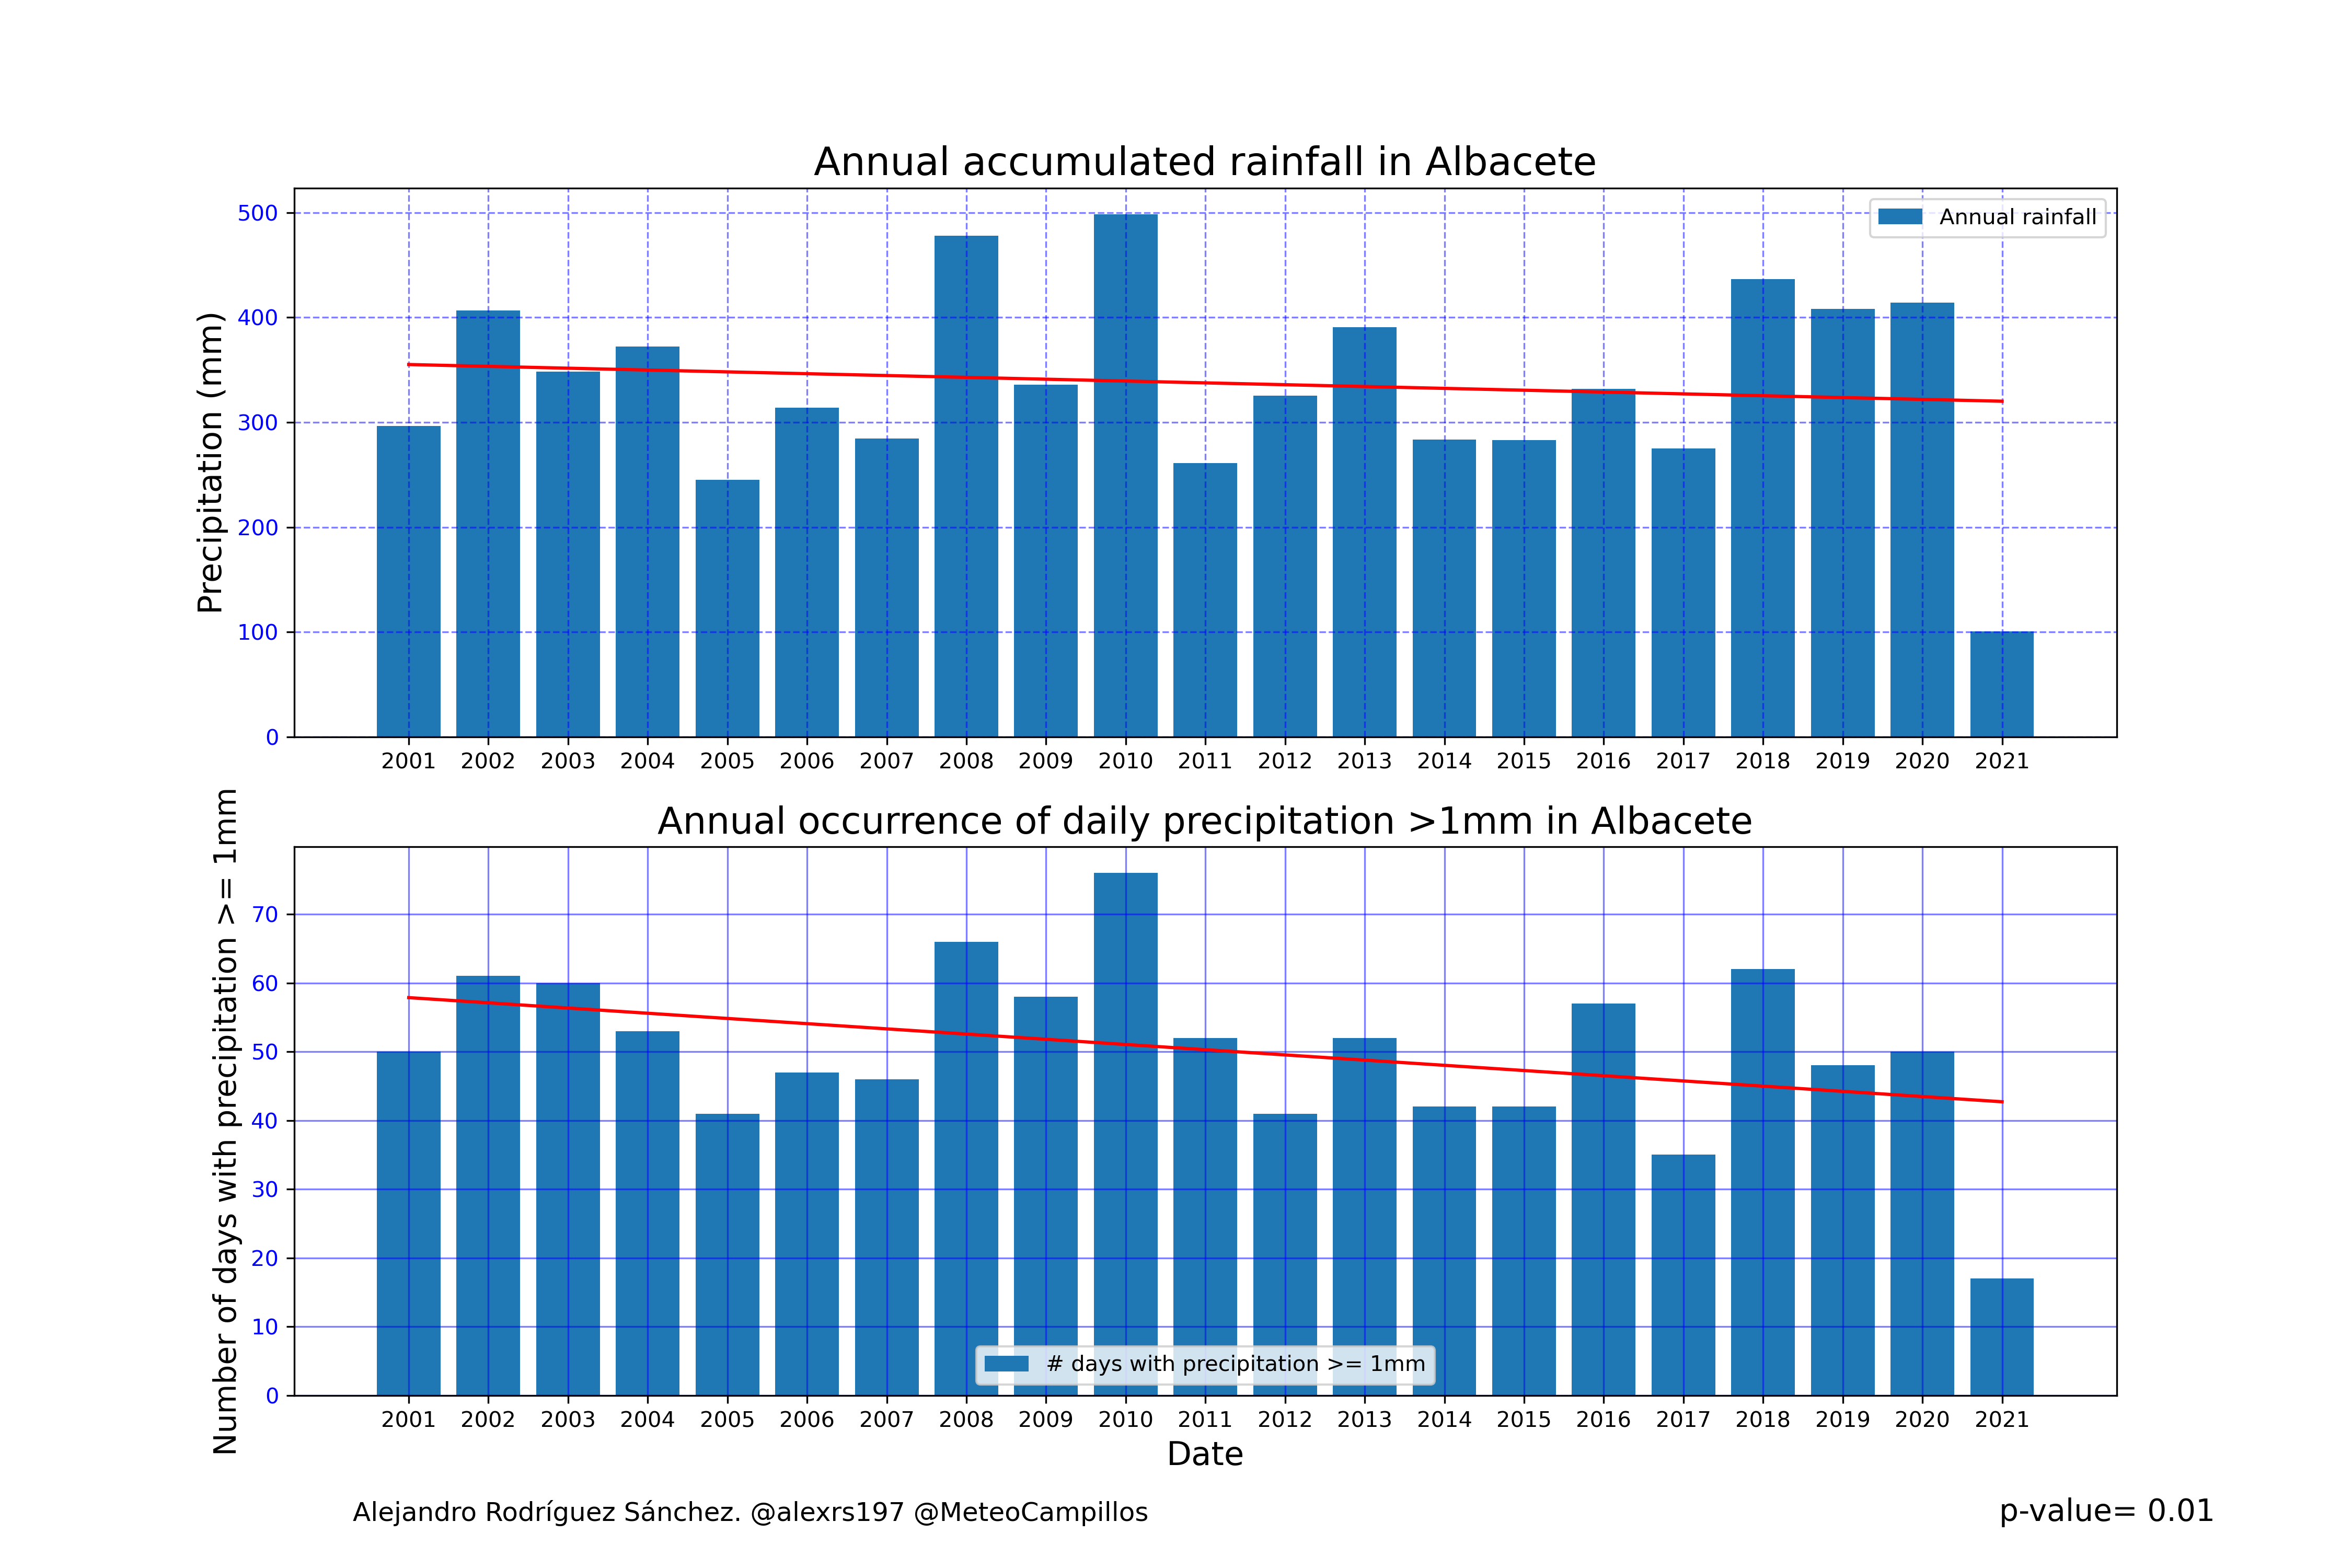 Annual accumulated rainfall in Albacete
Precipitation (mm)
500
400
300
200
100
0
Annual rainfall
2001 2002 2003 2004 2005 2006 2007 2008 2009 2010 2011 2012 2013 2014 2015 2016 2017 2018 2019 2020 2021
Annual occurrence of daily precipitation >1mm in Albacete
Number of days with precipitation >= 1mm
70
60
50
40
30
20
10
0
# days with precipitation >= 1mm
2001 2002 2003 2004 2005 2006 2007 2008 2009 2010 2011 2012 2013 2014 2015 2016 2017 2018 2019 2020 2021
Date
Alejandro Rodríguez Sánchez. @alexrs197 @MeteoCampillos
p-value= 0.01